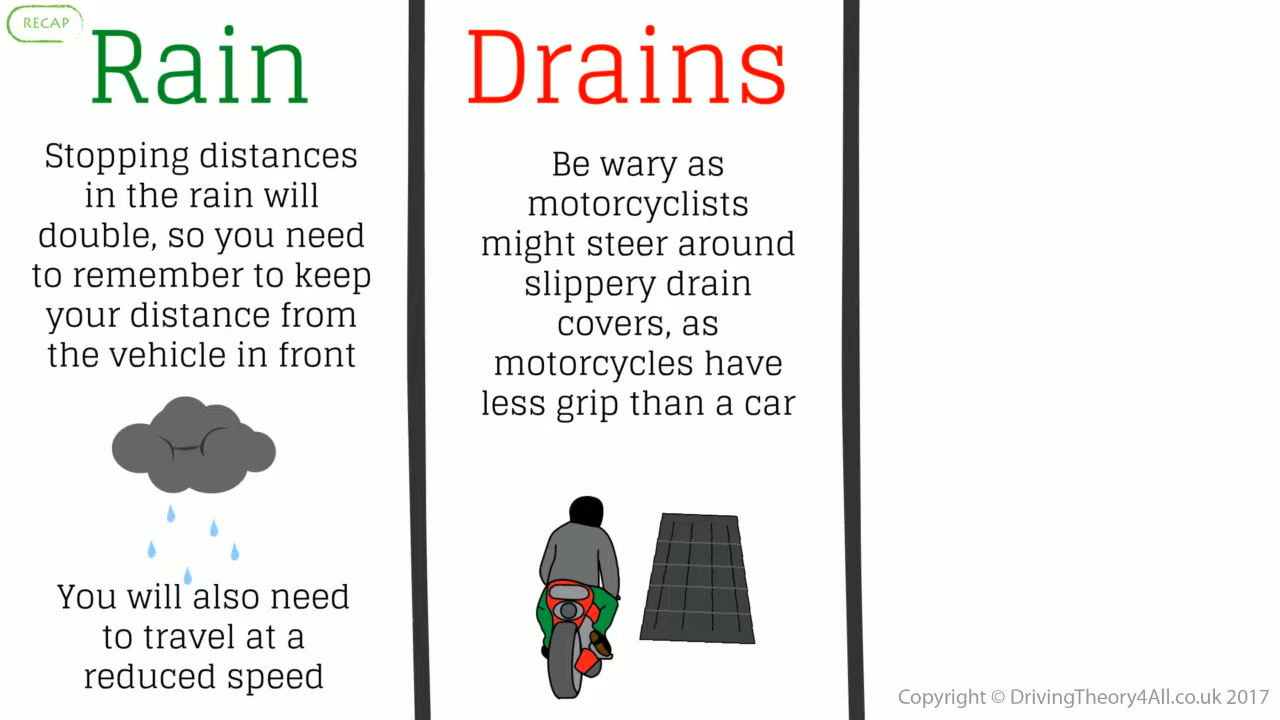 RECAP
Rain
Stopping distances
in the rain will
double, so you need
to remember to keep
your distance from
the vehicle in front
You will also need
to travel at a
reduced speed
Drains
Be wary as
motorcyclists
might steer around
slippery drain
covers, as
motorcycles have
less grip than a car
Copyright © DrivingTheory4All.co.uk 2017